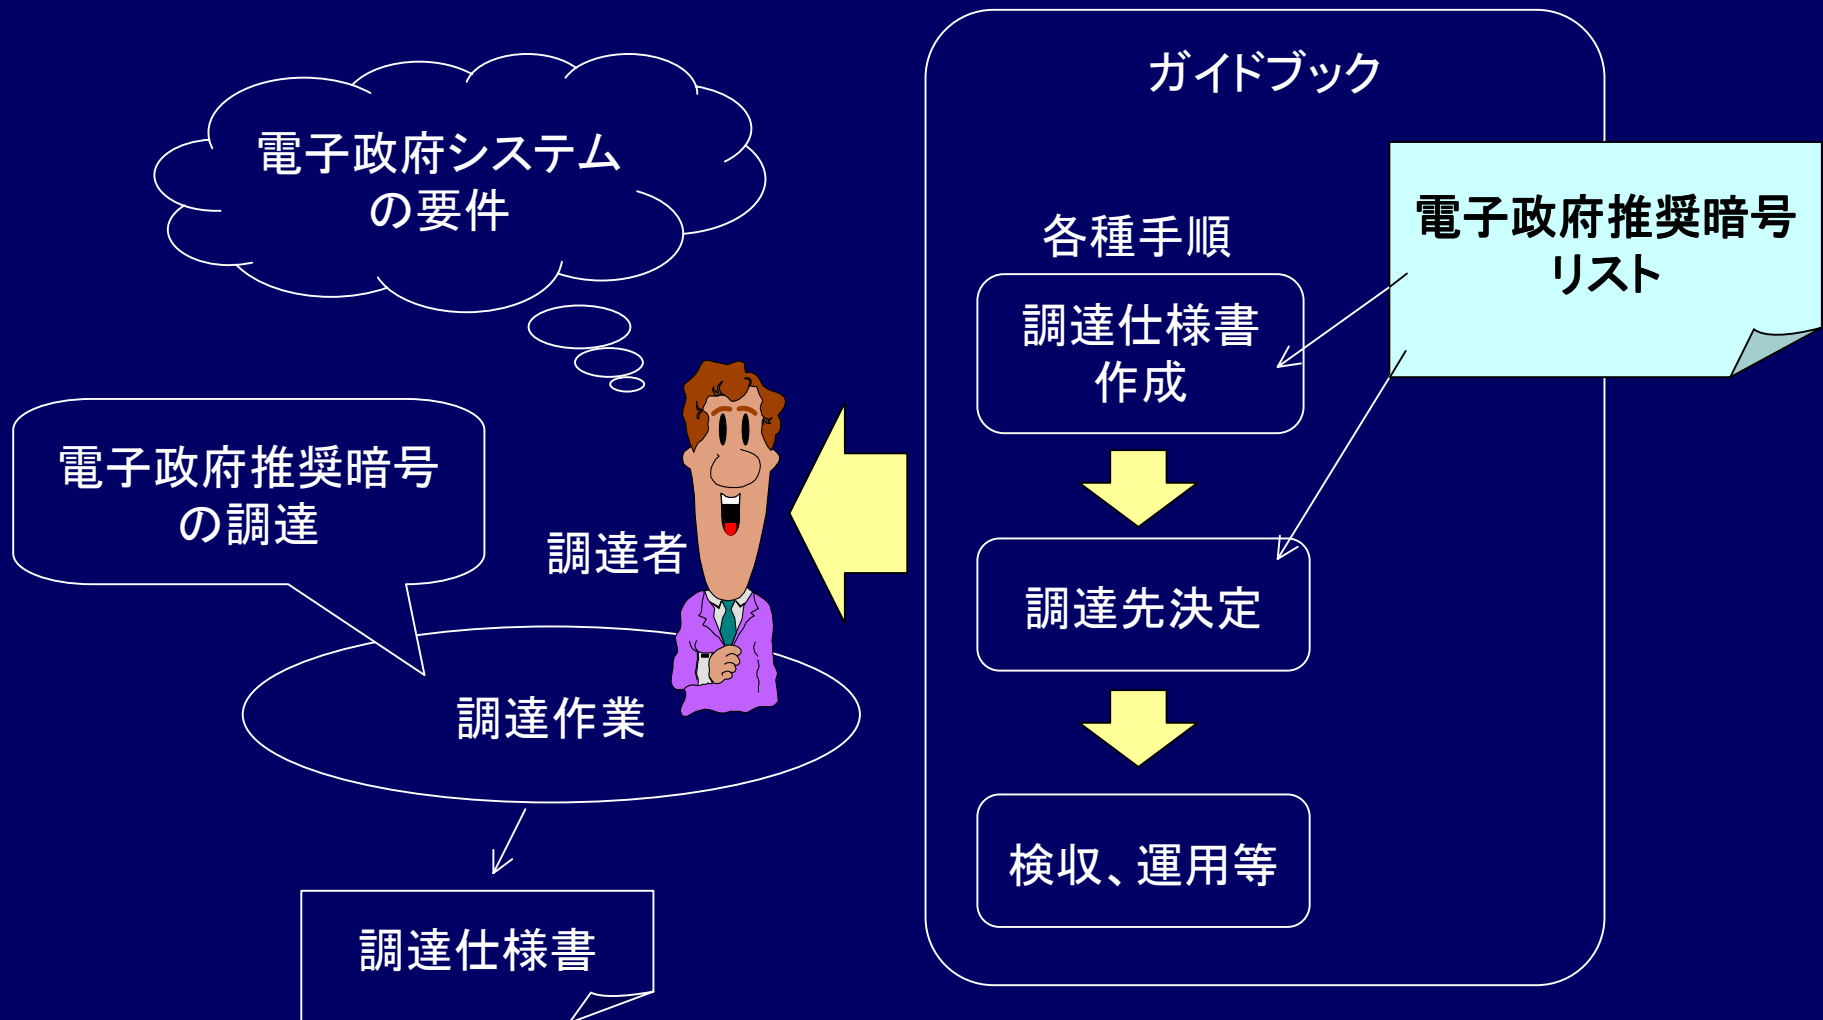 電子政府システム
の要件
電子政府推奨暗号
の調達
調達者
調達作業
調達仕様書
ガイドブック
各種手順
調達仕様書
作成
調達先決定
検収、運用等
電子政府推奨暗号
リスト